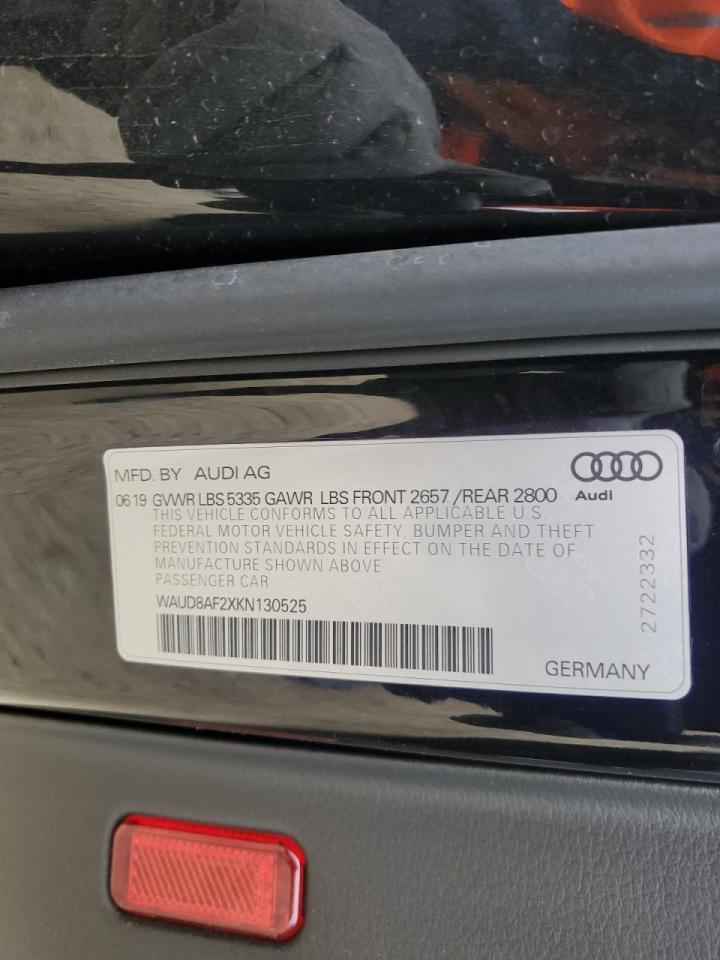 MFD. BY AUDI AG
06 19 GVWR LBS 5335 GAWR LBS FRONT 2657 /REAR 2800
Audi
THIS VEHICLE CONFORMS TO ALL APPLICABLE U.S.
FEDERAL MOTOR VEHICLE SAFETY, BUMPER AND THEFT
PREVENTION STANDARDS IN EFFECT ON THE DATE OF
MANUFACTURE SHOWN ABOVE
PASSENGER CAR
WAUD8AF2XKN130525
2722332
GERMANY